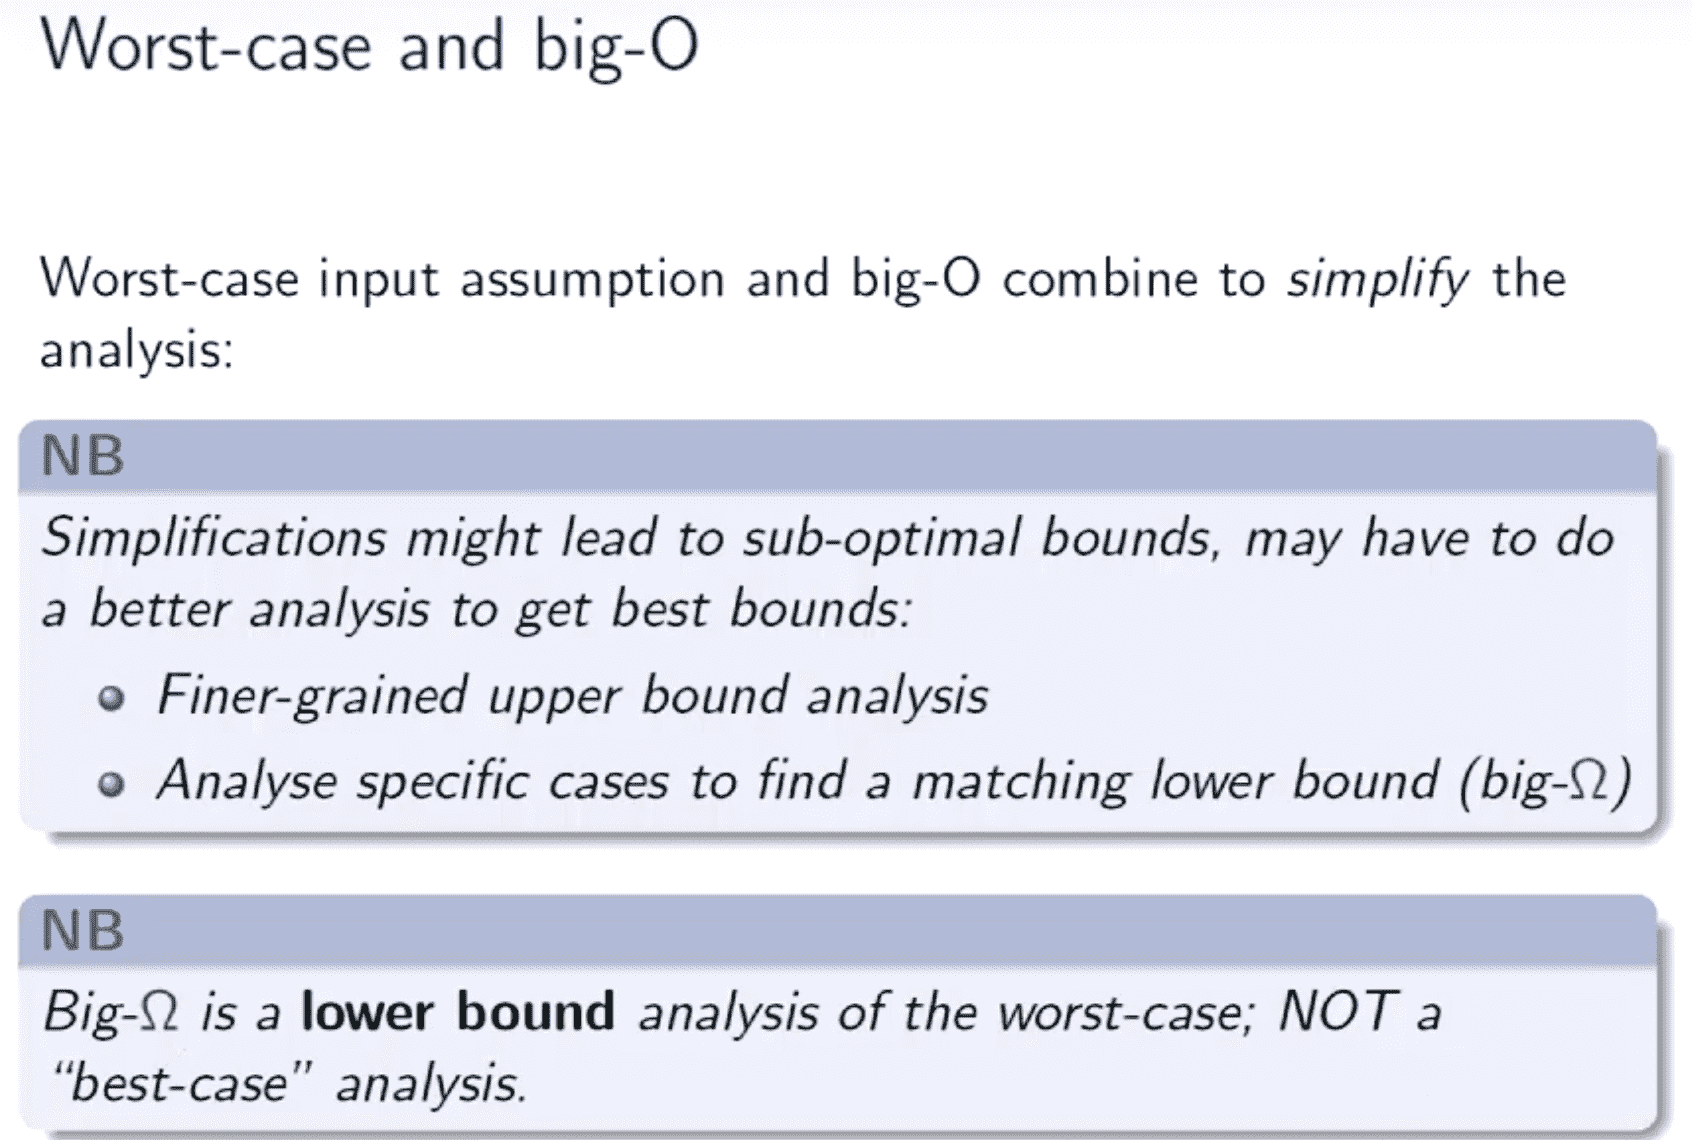 Worst-case and big-O
Worst-case input assumption and big-O combine to simplify the
analysis:
NB
Simplifications might lead to sub-optimal bounds, may have to do
a better analysis to get best bounds:
Finer-grained upper bound analysis
Analyse specific cases to find a matching lower bound (big-Ω)
NB
Big-Ω is a lower bound analysis of the worst-case; NOT a
“best-case” analysis.